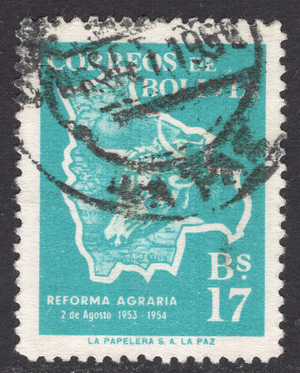 CORREOS DE
BOLIVIA
Bs.
17
REFORMA AGRARIA
2 de Agosto 1953 - 1954
LA PAPELERA S. A. LA PAZ